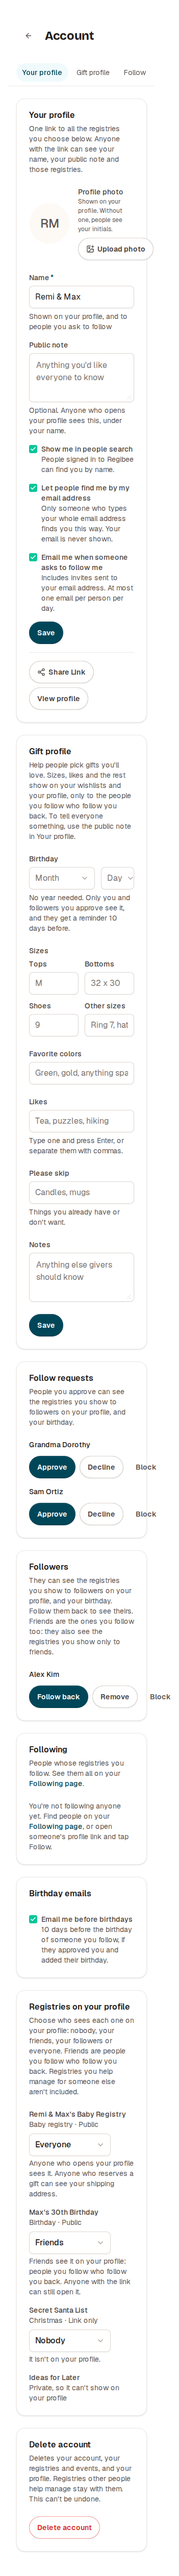 ← Account
Your profile Gift profile Follow
Your profile
One link to all the registries
you choose below. Anyone
with the link can see your
name, your public note and
those registries.
RM
Profile photo
Shown on your
profile. Without
one, people see
your initials.
Upload photo
Name *
Remi & Max
Shown on your profile, and to
people you ask to follow
Public note
Anything you'd like
everyone to know
Optional. Anyone who opens
your profile sees this, under
your name.
Show me in people search
People signed in to Regibee
can find you by name.
Let people find me by my
email address
Only someone who types
your whole email address
finds you this way. Your
email is never shown.
Email me when someone
asks to follow me
Includes invites sent to
your email address. At most
one email per person per
day.
Save
Share Link
View profile
Gift profile
Help people pick gifts you'll
love. Sizes, likes and the rest
show on your wishlists and
your profile, only to the people
you follow who follow you
back. To tell everyone
something, use the public note
in Your profile.
Birthday
Month Day
No year needed. Only you and
followers you approve see it,
and they get a reminder 10
days before.
Sizes
Tops Bottoms
M 32 x 30
Shoes Other sizes
9 Ring 7, hat
Favorite colors
Green, gold, anything spa
Likes
Tea, puzzles, hiking
Type one and press Enter, or
separate them with commas.
Please skip
Candles, mugs
Things you already have or
don't want.
Notes
Anything else givers
should know
Save
Follow requests
People you approve can see
the registries you show to
followers on your profile, and
your birthday.
Grandma Dorothy
Approve Decline Block
Sam Ortiz
Approve Decline Block
Followers
They can see the registries
you show to followers on your
profile, and your birthday.
Follow them back to see theirs.
Friends are the ones you follow
too: they also see the
registries you show only to
friends.
Alex Kim
Follow back Remove Block
Following
People whose registries you
follow. See them all on your
Following page.
You're not following anyone
yet. Find people on your
Following page, or open
someone's profile link and tap
Follow.
Birthday emails
Email me before birthdays
10 days before the birthday
of someone you follow, if
they approved you and
added their birthday.
Registries on your profile
Choose who sees each one on
your profile: nobody, your
friends, your followers or
everyone. Friends are people
you follow who follow you
back. Registries you help
manage for someone else
aren't included.
Remi & Max's Baby Registry
Baby registry · Public
Everyone
Anyone who opens your profile
sees it. Anyone who reserves a
gift can see your shipping
address.
Max's 30th Birthday
Birthday · Public
Friends
Friends see it on your profile:
people you follow who follow
you back. Anyone with the link
can still open it.
Secret Santa List
Christmas · Link only
Nobody
It isn't on your profile.
Ideas for Later
Private, so it can't show on
your profile
Delete account
Deletes your account, your
registries and events, and your
profile. Registries other people
help manage stay with them.
This can't be undone.
Delete account